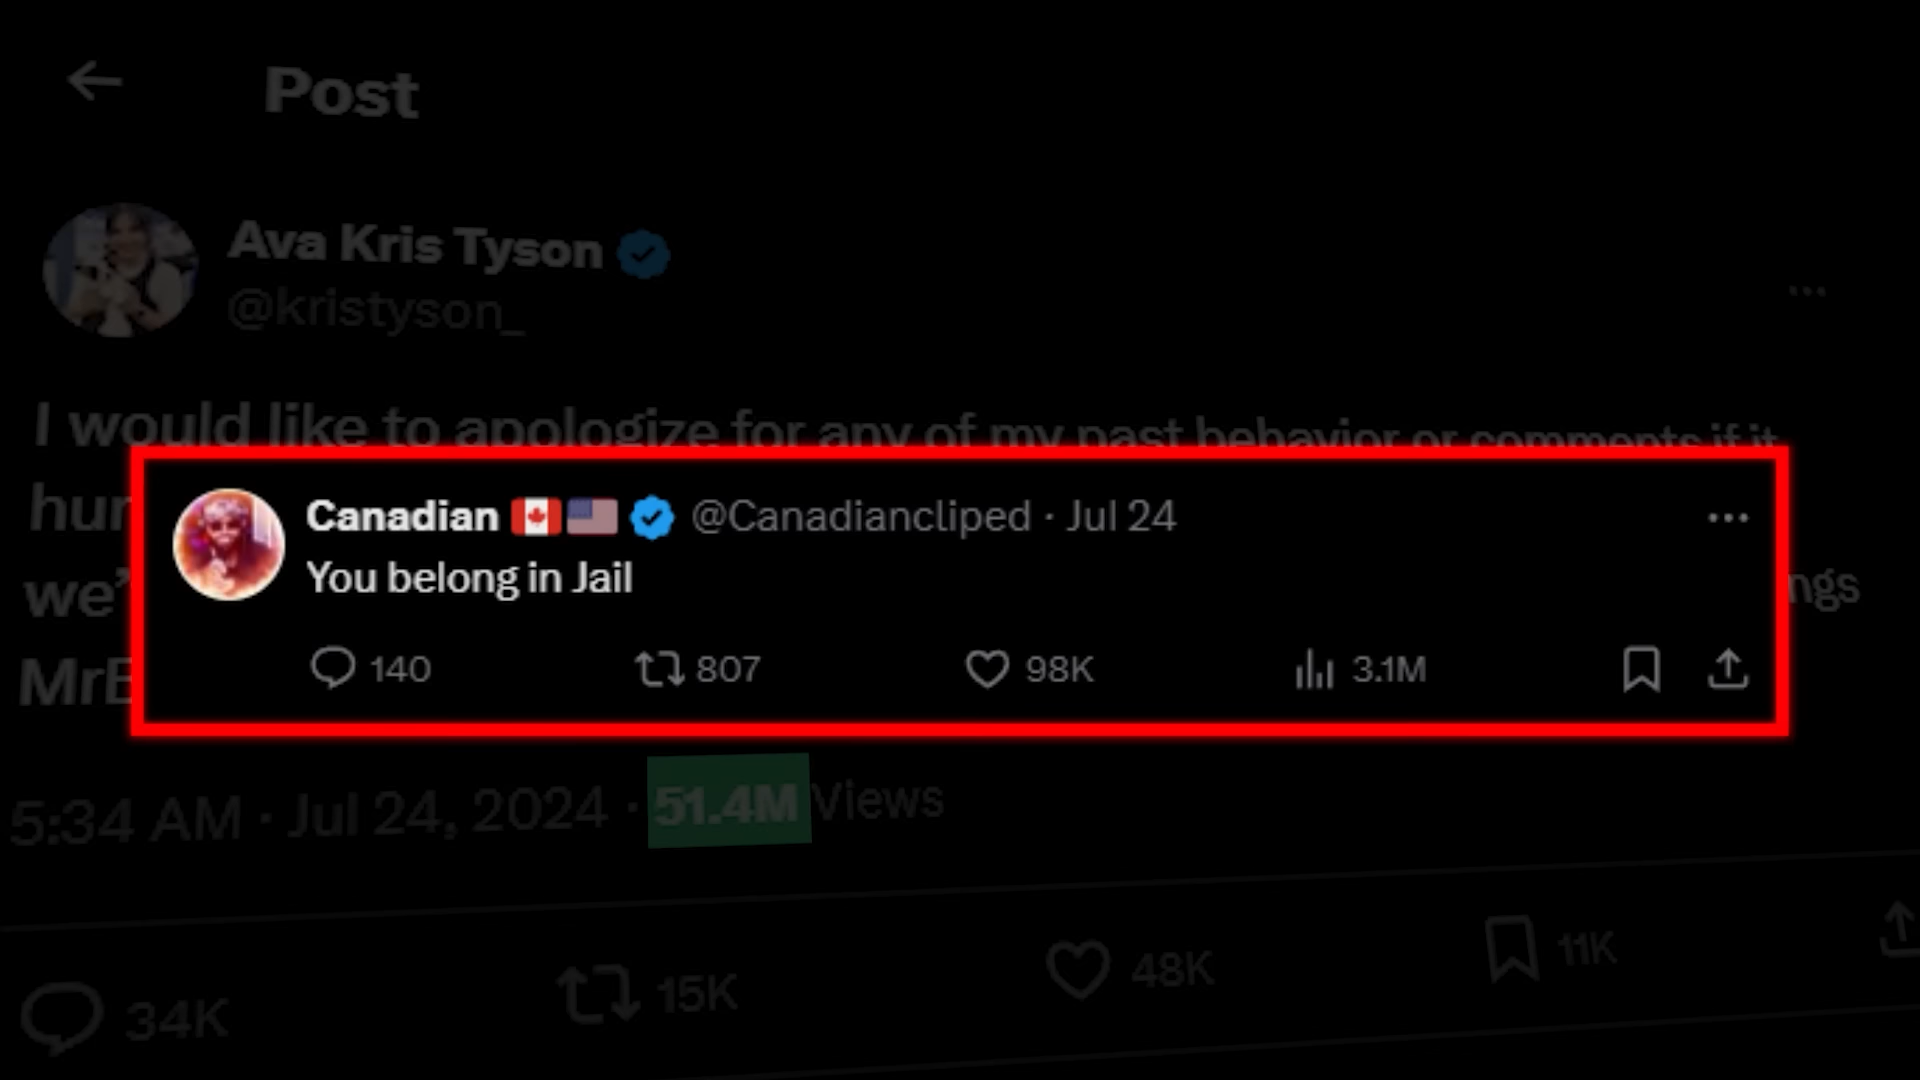 Post
Ava Kris Tyson
@kristyson_
I would like to apologize for any of my past behavior or comments if it
hur
Canadian @Canadiancliped · Jul 24
You belong in Jail
we’
ngs
140 807 98K 3.1M
MrB
5:34 AM · Jul 24, 2024 · 51.4M Views
34K 15K 48K 11K